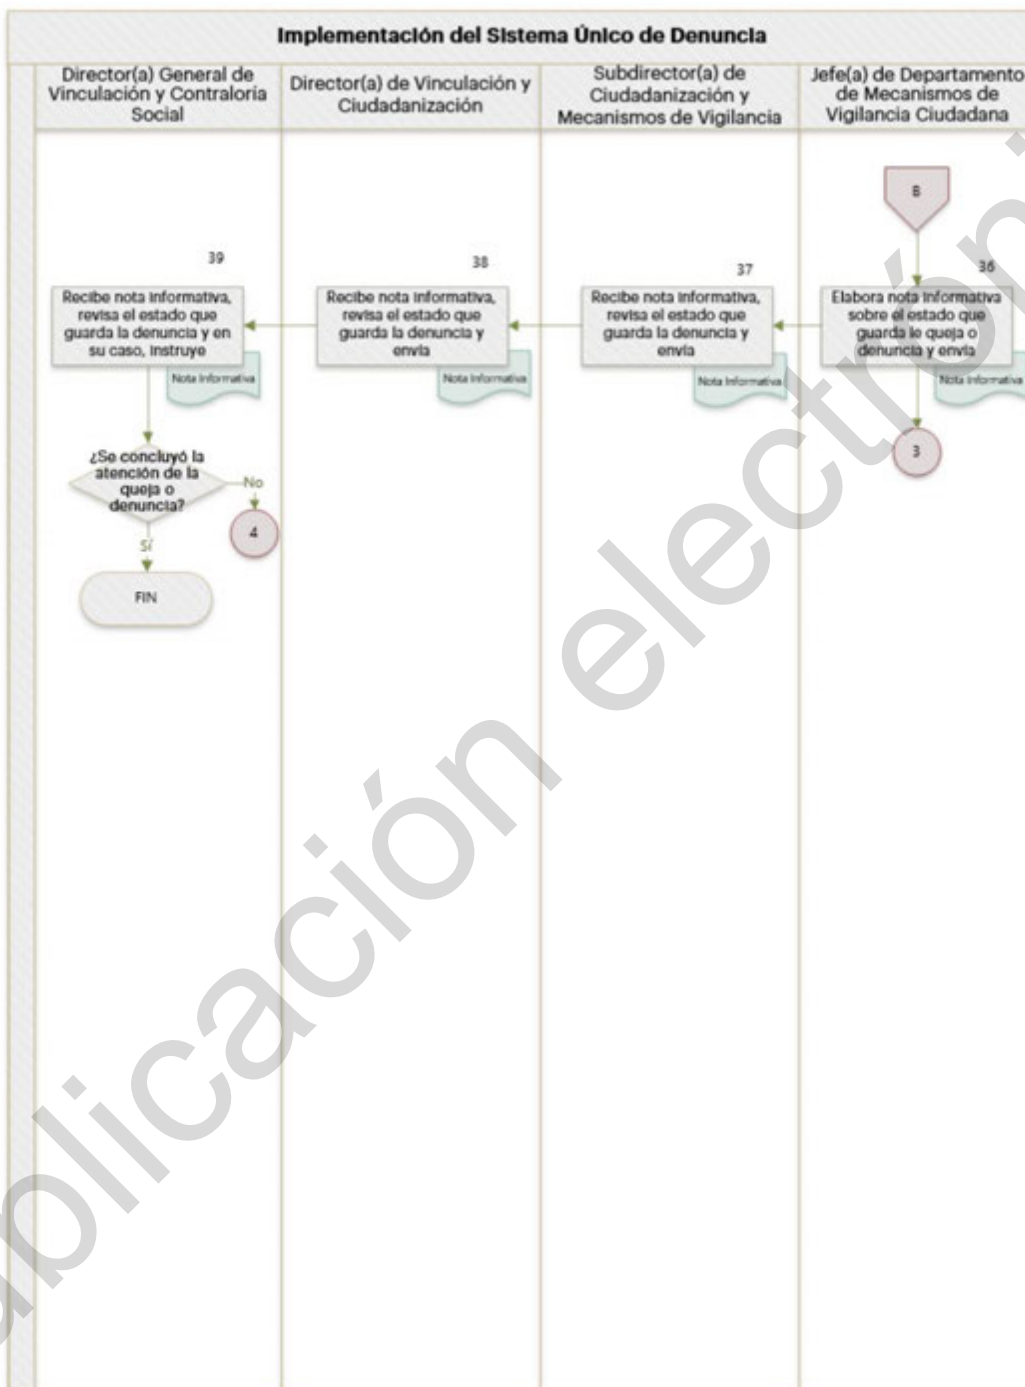 Implementación del Sistema Único de Denuncia
Director(a) General de
Vinculación y Contraloría
Social
Director(a) de Vinculación y
Ciudadanización
Subdirector(a) de
Ciudadanización y
Mecanismos de Vigilancia
Jefe(a) de Departamento
de Mecanismos de
Vigilancia Ciudadana
B
39
38
37
36
Recibe nota informativa,
revisa el estado que
guarda la denuncia y en
su caso, instruye
Nota Informativa
Recibe nota informativa,
revisa el estado que
guarda la denuncia y
envía
Nota Informativa
Recibe nota informativa,
revisa el estado que
guarda la denuncia y
envía
Nota Informativa
Elabora nota informativa
sobre el estado que
guarda le queja o
denuncia y envía
Nota Informativa
3
¿Se concluyó la
atención de la
queja o
denuncia?
No
4
Sí
FIN
blicación electróni